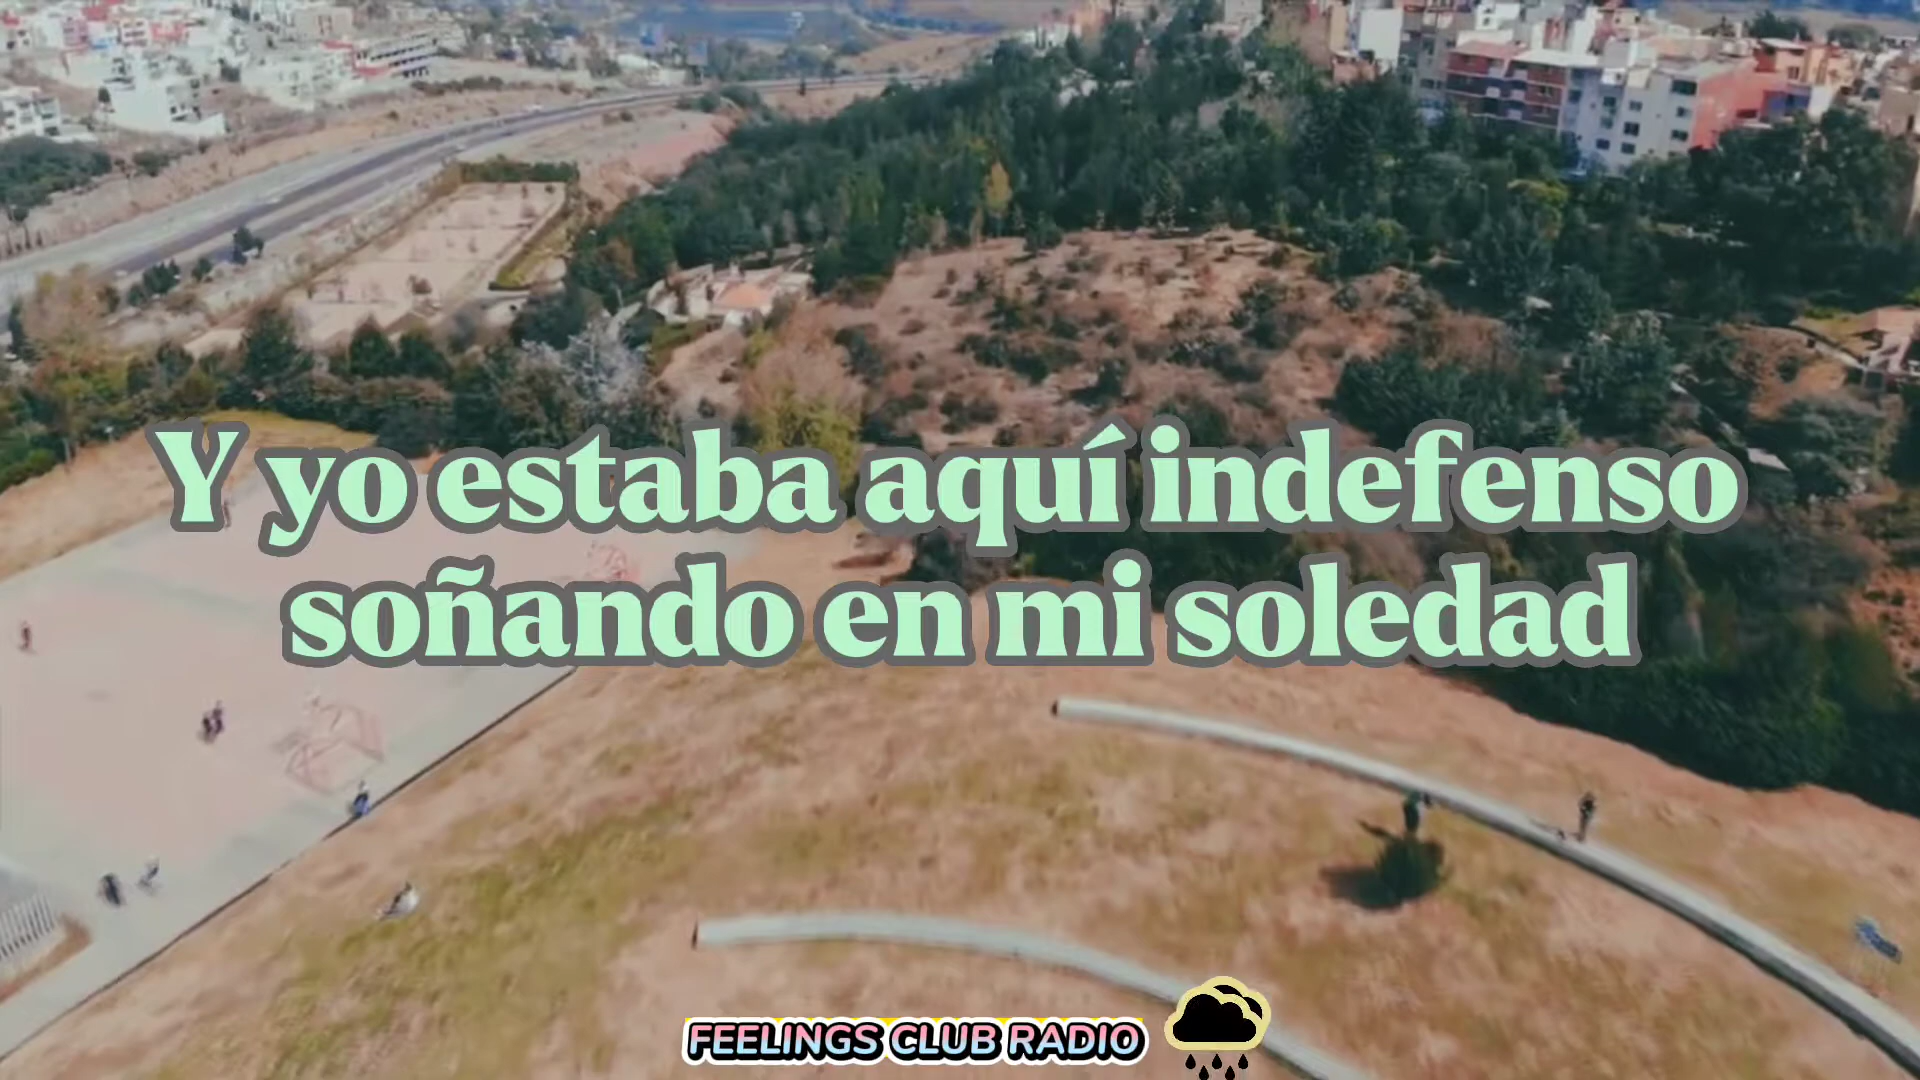 Y yo estaba aquí indefenso
soñando en mi soledad
FEELINGS CLUB RADIO